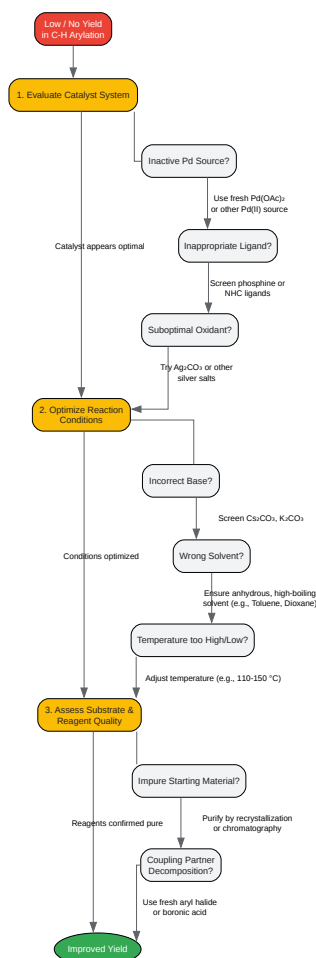 Low / No Yield
in C-H Arylation
1. Evaluate Catalyst System
Inactive Pd Source?
Use fresh Pd(OAc)₂
or other Pd(II) source
Catalyst appears optimal
Inappropriate Ligand?
Screen phosphine or
NHC ligands
Suboptimal Oxidant?
Try Ag₂CO₃ or other
silver salts
2. Optimize Reaction
Conditions
Incorrect Base?
Screen Cs₂CO₃, K₂CO₃
Wrong Solvent?
Conditions optimized
Ensure anhydrous, high-boiling
solvent (e.g., Toluene, Dioxane)
Temperature too High/Low?
Adjust temperature (e.g., 110-150 °C)
3. Assess Substrate &
Reagent Quality
Impure Starting Material?
Reagents confirmed pure
Purify by recrystallization
or chromatography
Coupling Partner
Decomposition?
Use fresh aryl halide
or boronic acid
Improved Yield